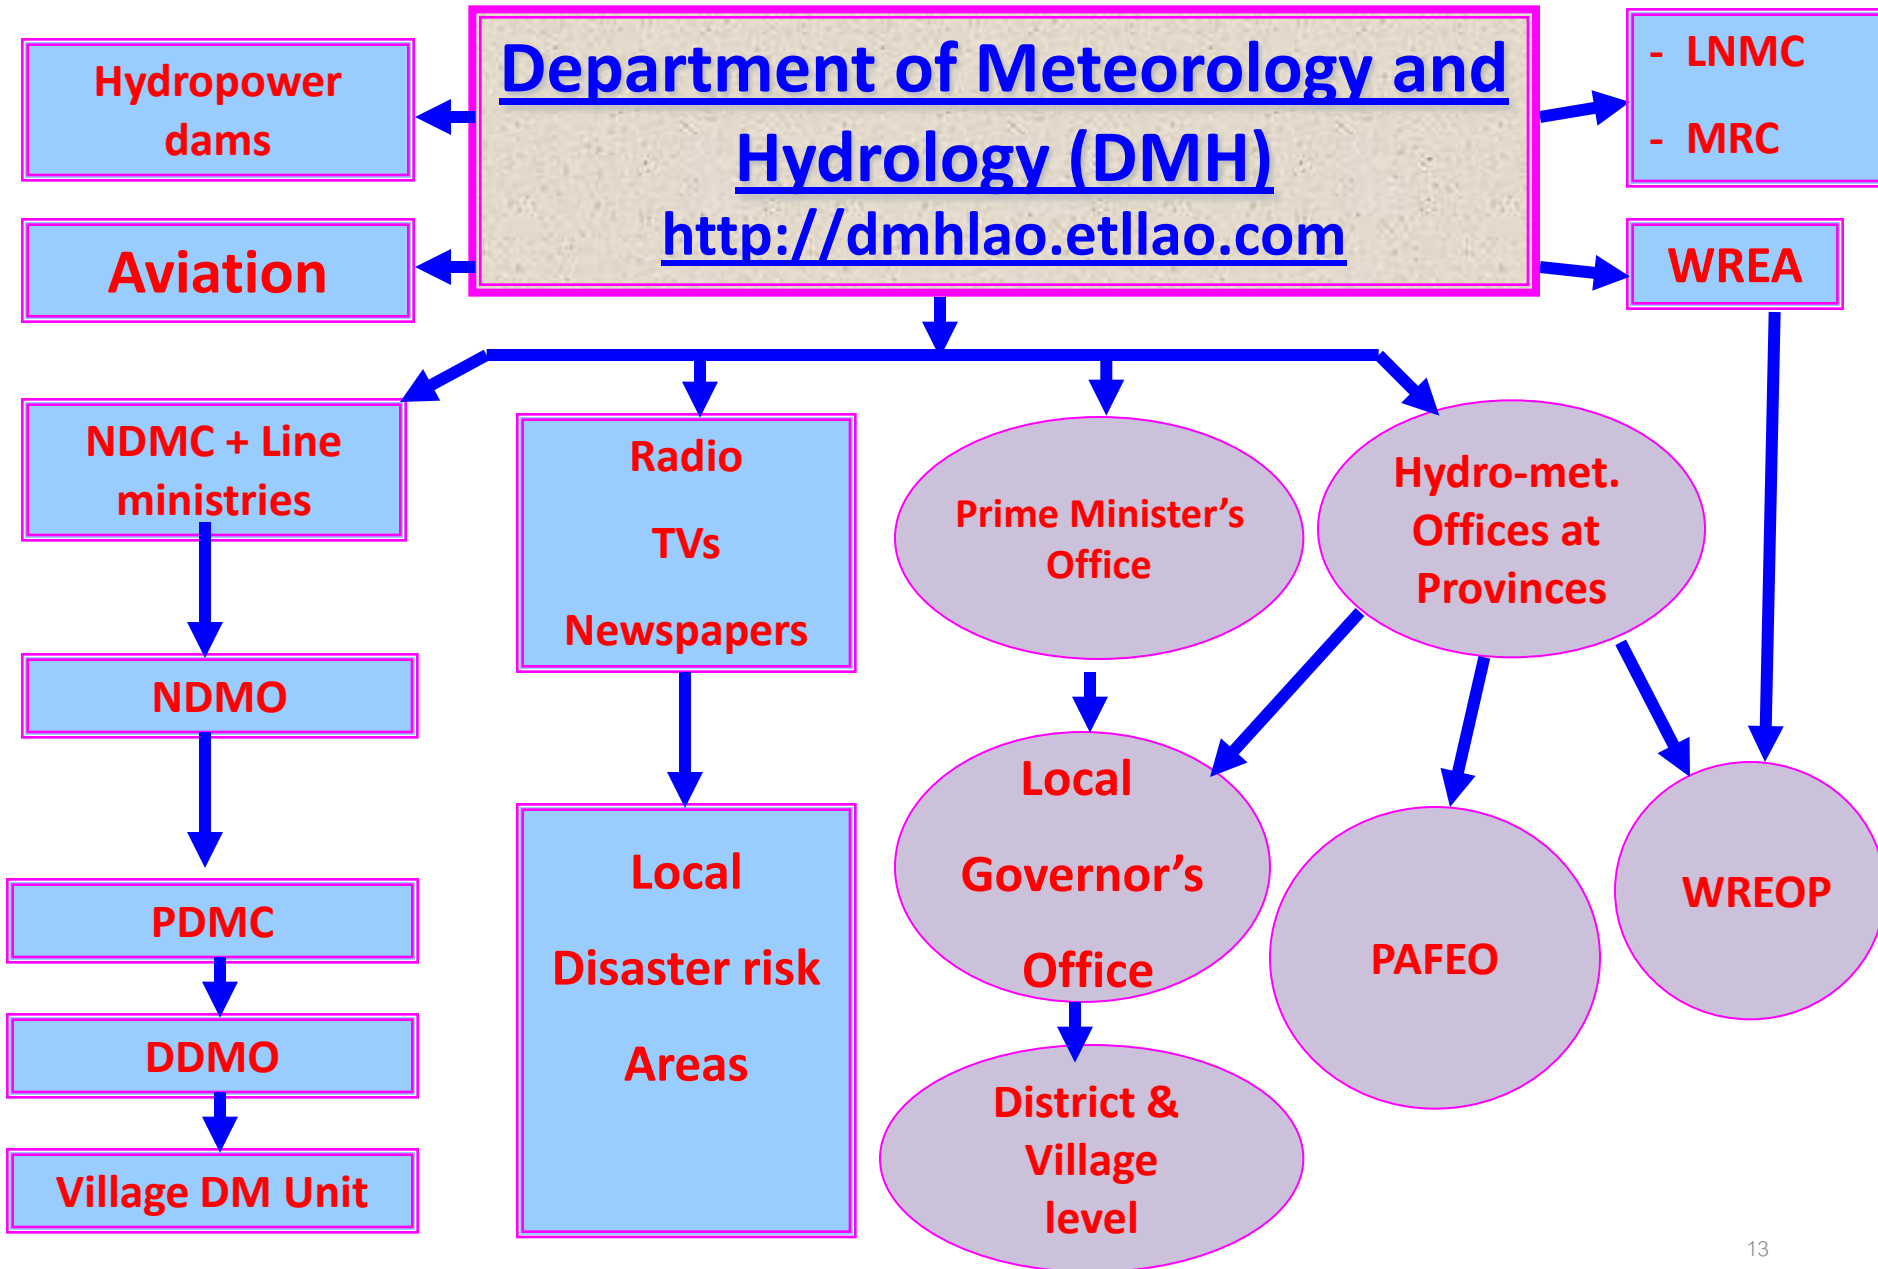 Department of Meteorology and
Hydrology (DMH)
http://dmhlao.etllao.com
Hydropower
dams
Aviation
- LNMC
- MRC
WREA
NDMC + Line
ministries
Radio
TVs
Newspapers
Prime Minister’s
Office
Hydro-met.
Offices at
Provinces
NDMO
PDMC
DDMO
Village DM Unit
Local
Disaster risk
Areas
Local
Governor’s
Office
District &
Village
level
PAFEO
WREOP
13